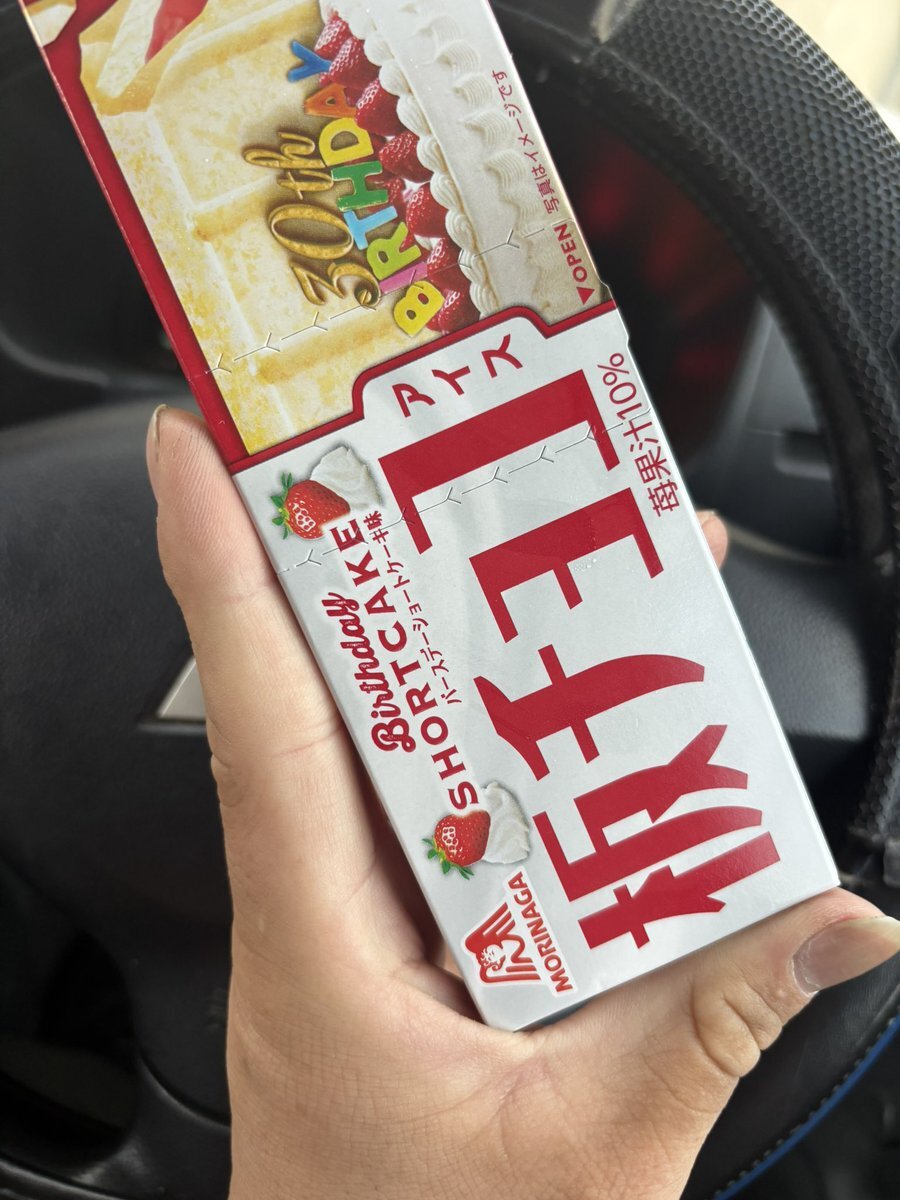 30th
BIRTHDAY
▼OPEN 写真はイメージです
アイス
板チョコ
苺果汁10%
Birthday
SHORTCAKE
バースデーショートケーキ味
MORINAGA